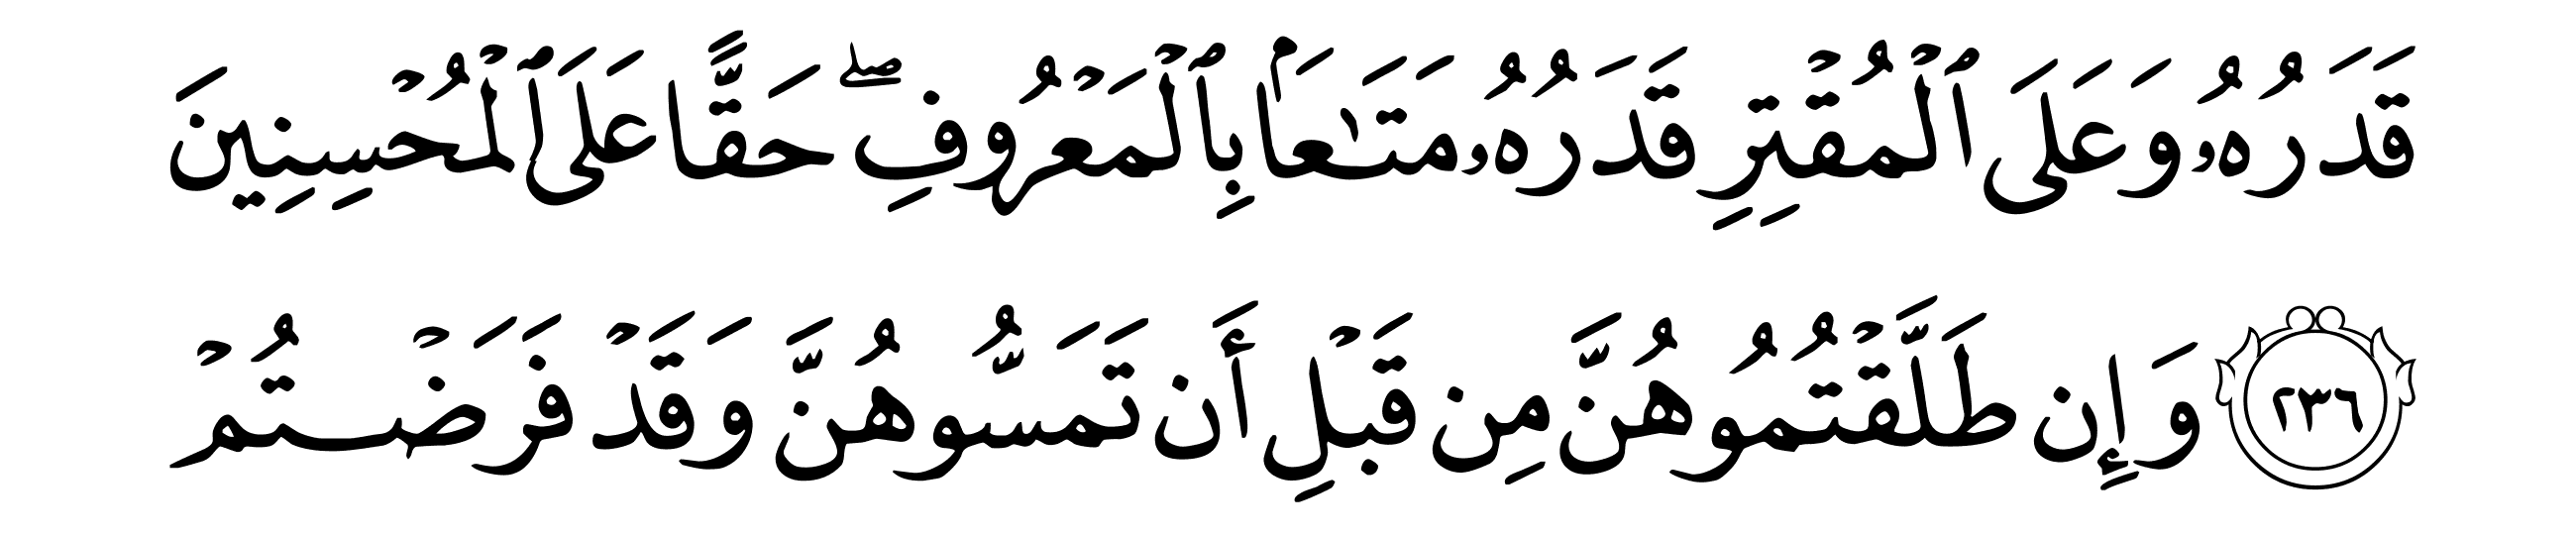 قَدَرُهُۥ وَعَلَى ٱلْمُقْتِرِ قَدَرُهُۥ مَتَـٰعَۢا بِٱلْمَعْرُوفِ ۖ حَقًّا عَلَى ٱلْمُحْسِنِينَ
٢٣٦ وَإِن طَلَّقْتُمُوهُنَّ مِن قَبْلِ أَن تَمَسُّوهُنَّ وَقَدْ فَرَضْتُمْ